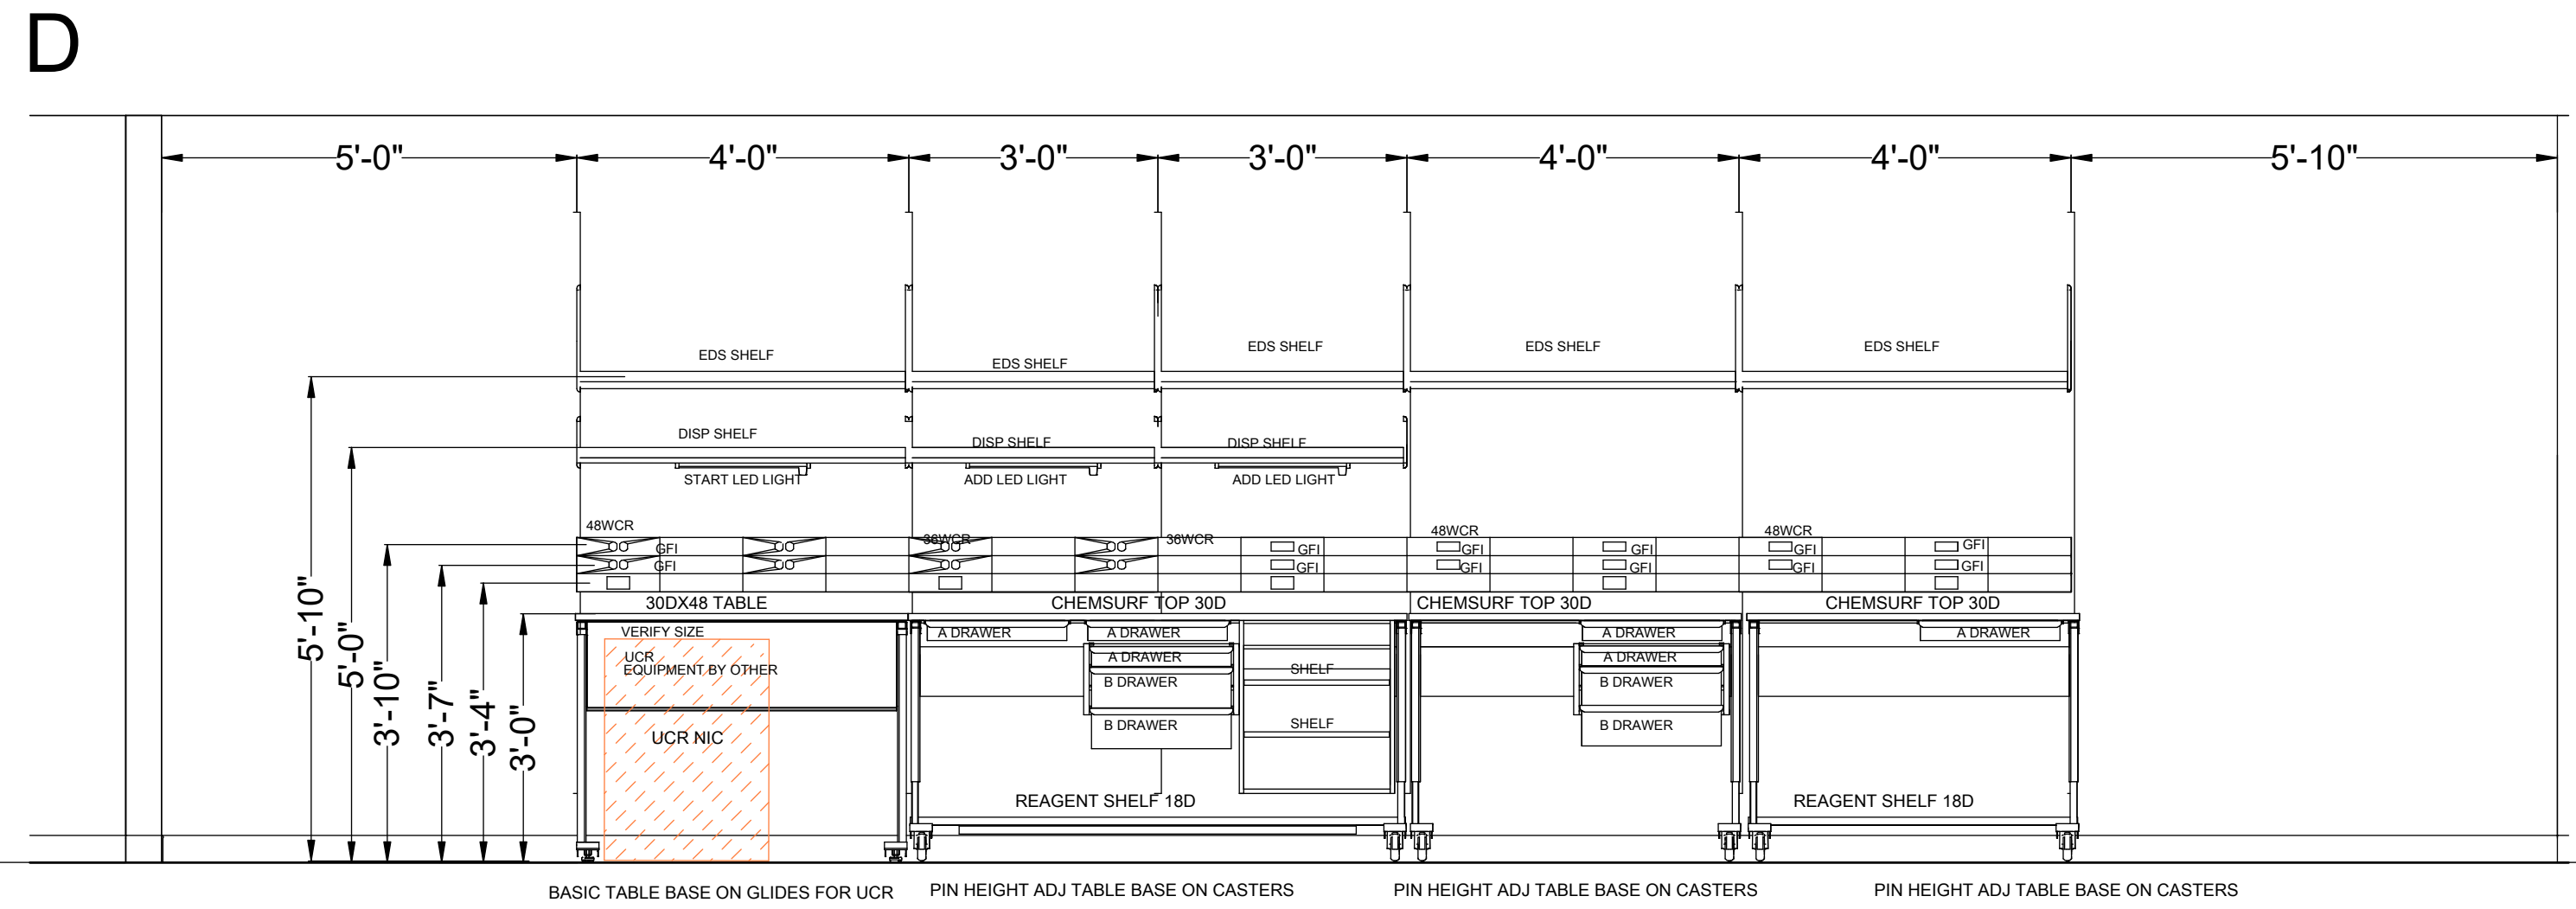 D
5'-0"
4'-0"
3'-0"
3'-0"
4'-0"
4'-0"
5'-10"
EDS SHELF
EDS SHELF
EDS SHELF
EDS SHELF
EDS SHELF
DISP SHELF
DISP SHELF
DISP SHELF
START LED LIGHT
ADD LED LIGHT
ADD LED LIGHT
48WCR
36WCR
36WCR
48WCR
48WCR
GFI
GFI
GFI
GFI
GFI
GFI
GFI
GFI
GFI
GFI
GFI
GFI
30DX48 TABLE
CHEMSURF TOP 30D
CHEMSURF TOP 30D
CHEMSURF TOP 30D
5'-10"
5'-0"
3'-10"
3'-7"
3'-4"
3'-0"
VERIFY SIZE
UCR
EQUIPMENT BY OTHER
UCR NIC
A DRAWER
A DRAWER
A DRAWER
B DRAWER
B DRAWER
SHELF
SHELF
REAGENT SHELF 18D
A DRAWER
A DRAWER
B DRAWER
B DRAWER
A DRAWER
REAGENT SHELF 18D
BASIC TABLE BASE ON GLIDES FOR UCR
PIN HEIGHT ADJ TABLE BASE ON CASTERS
PIN HEIGHT ADJ TABLE BASE ON CASTERS
PIN HEIGHT ADJ TABLE BASE ON CASTERS